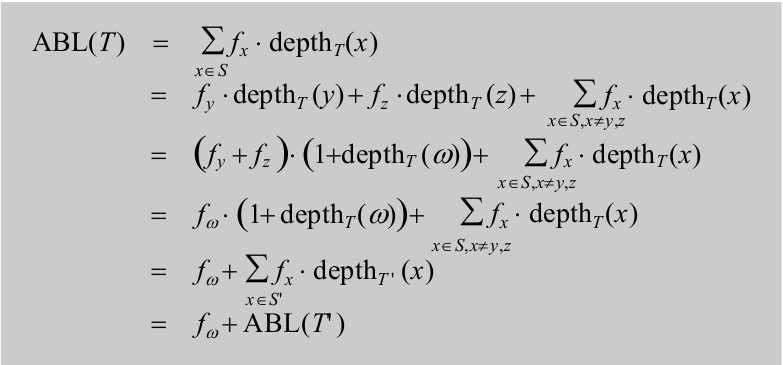 ABL(T) = ∑_{x∈S} f_x · depth_T(x)
= f_y · depth_T(y) + f_z · depth_T(z) + ∑_{x∈S,x≠y,z} f_x · depth_T(x)
= (f_y + f_z) · (1+depth_T(ω)) + ∑_{x∈S,x≠y,z} f_x · depth_T(x)
= f_ω · (1+depth_T(ω)) + ∑_{x∈S,x≠y,z} f_x · depth_T(x)
= f_ω + ∑_{x∈S'} f_x · depth_{T'}(x)
= f_ω + ABL(T')